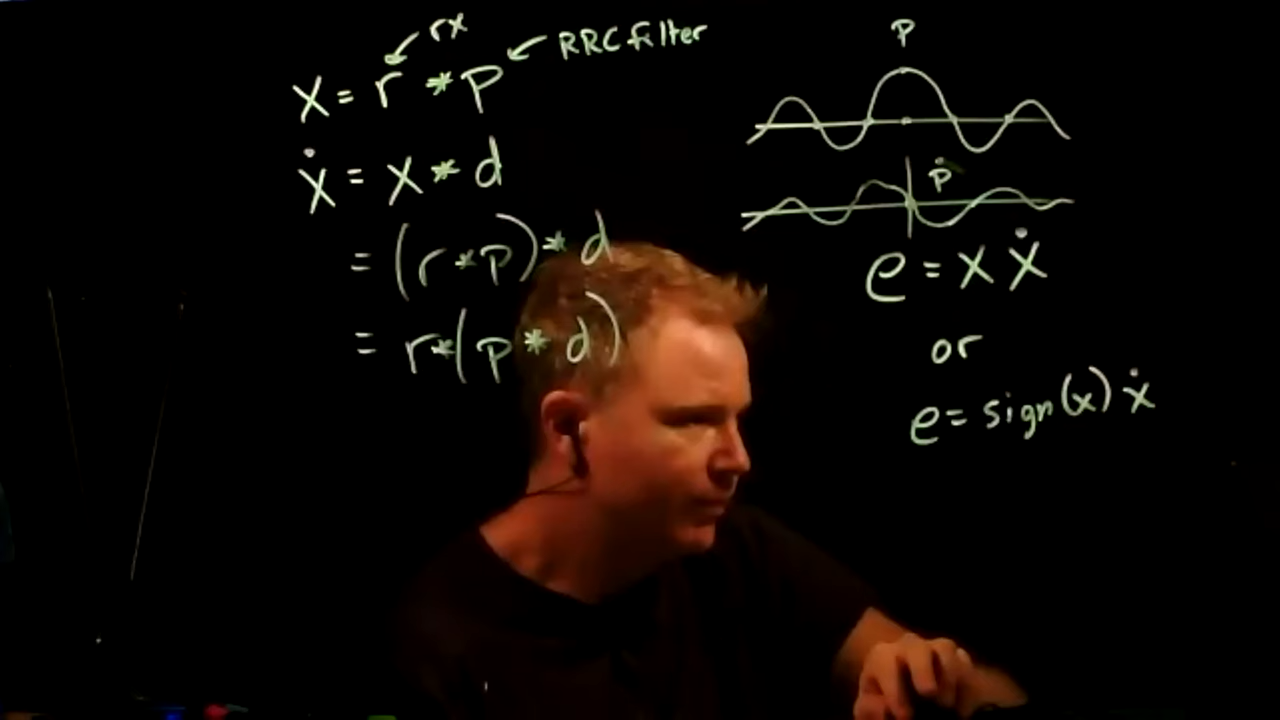 rx
RRC filter
x = r * p
ẋ = x * d
= (r * p) * d
= r * (p * d)
p
ṗ
e = x ẋ
or
e = sign(x) ẋ